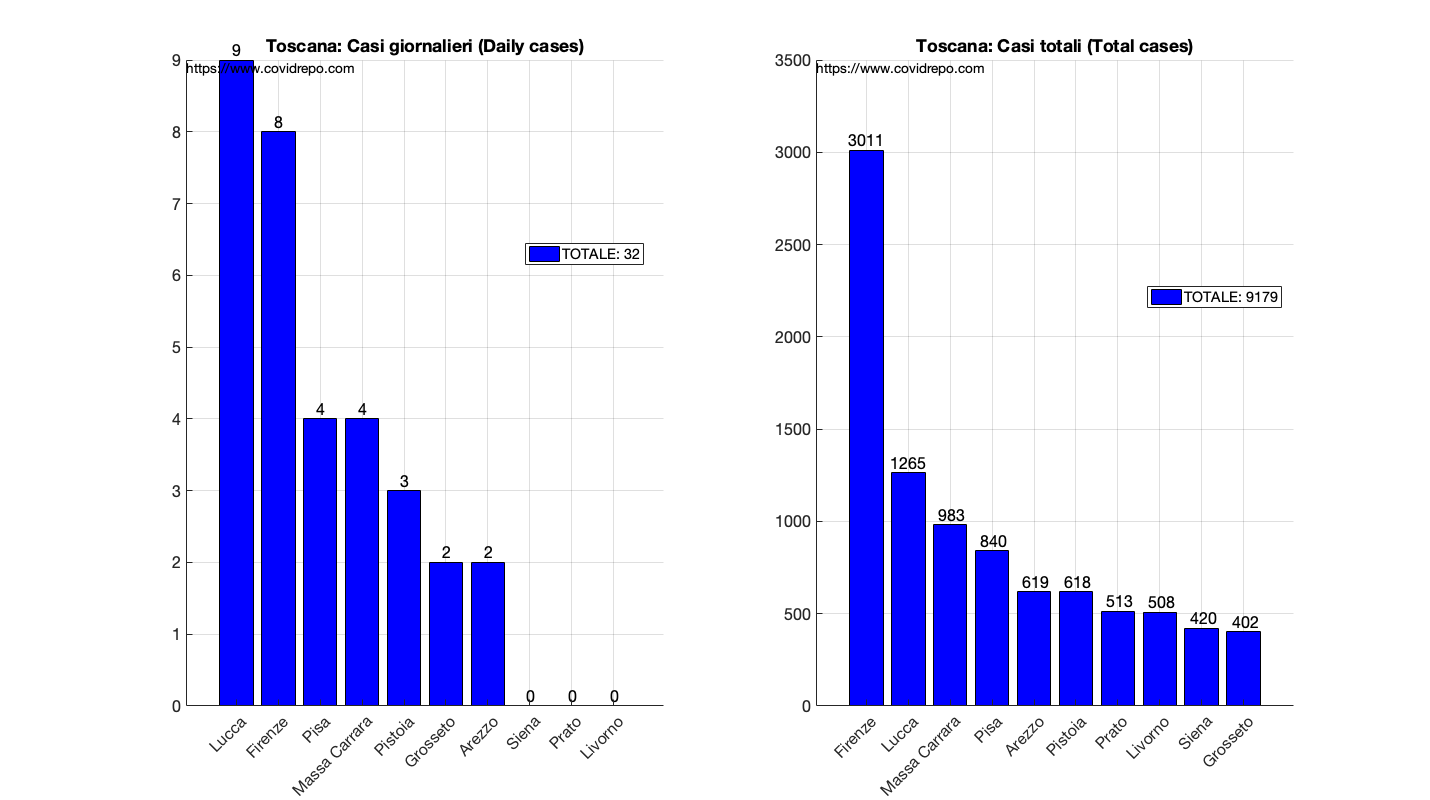 Toscana: Casi giornalieri (Daily cases)
https://www.covidrepo.com
9
8
7
6
5
4
3
2
1
0
9
8
4
4
3
2
2
0
0
0
TOTALE: 32
Lucca
Firenze
Pisa
Massa Carrara
Pistoia
Grosseto
Arezzo
Siena
Prato
Livorno
Toscana: Casi totali (Total cases)
https://www.covidrepo.com
3500
3000
2500
2000
1500
1000
500
0
3011
1265
983
840
619
618
513
508
420
402
TOTALE: 9179
Firenze
Lucca
Massa Carrara
Pisa
Arezzo
Pistoia
Prato
Livorno
Siena
Grosseto